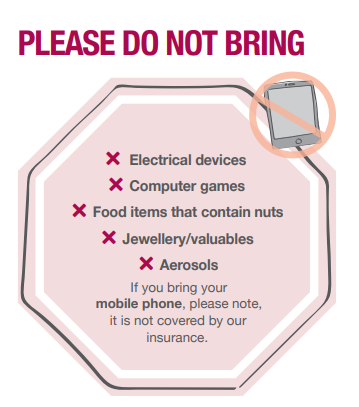 PLEASE DO NOT BRING
Electrical devices
Computer games
Food items that contain nuts
Jewellery/valuables
Aerosols
If you bring your
mobile phone, please note,
it is not covered by our
insurance.